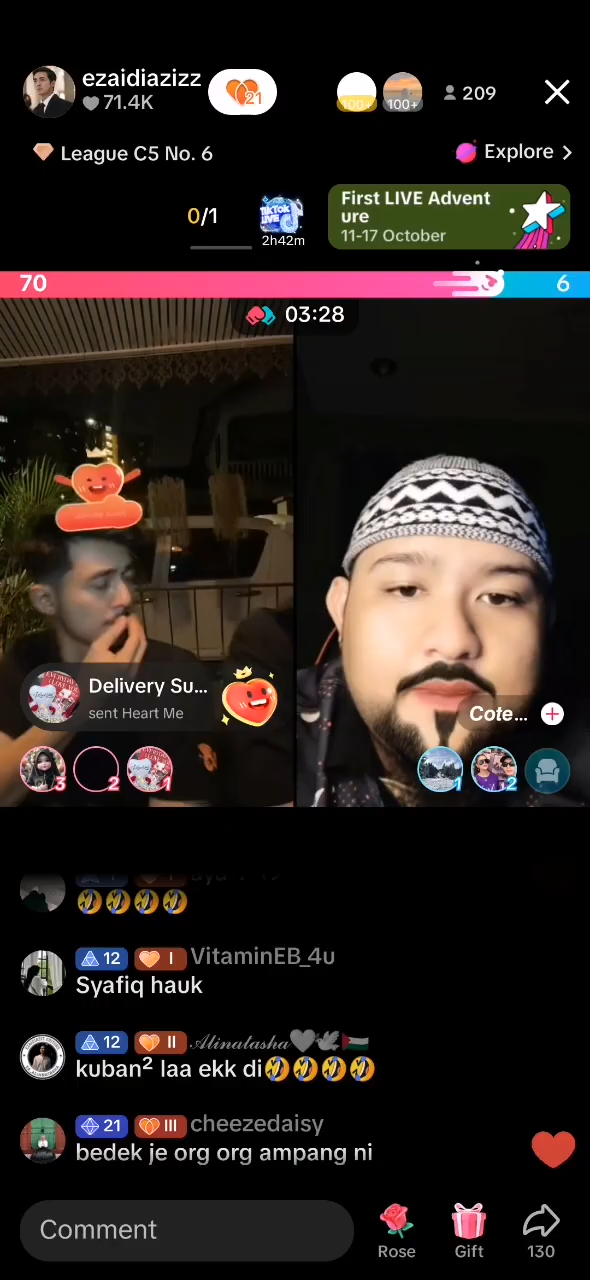 ezaidiazizz
71.4K
21
100+
100+
209
League C5 No. 6
Explore
0/1
TIKTOK LIVE
2h42m
First LIVE Advent
ure
11-17 October
70
6
03:28
Delivery Su...
sent Heart Me
Cote...
3
2
1
1
2
🤣🤣🤣🤣
12 I VitaminEB_4u
Syafiq hauk
12 II 𝒜𝓁𝒾𝓃𝒶𝓉𝒶𝓈𝒽𝒶🖤🕊🇵🇸
kuban² laa ekk di🤣🤣🤣🤣
21 III cheezedaisy
bedek je org org ampang ni
Comment
Rose
Gift
130